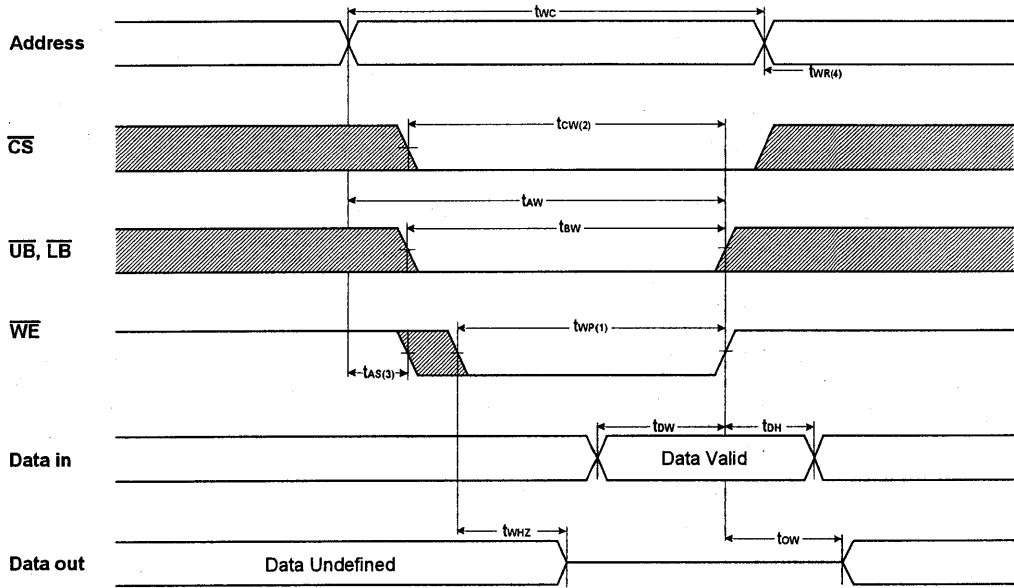 tWC
Address
tWR(4)
tCW(2)
CS
tAW
tBW
UB, LB
tWP(1)
WE
tAS(3)
tDW
tDH
Data in
Data Valid
tWHZ
tOW
Data out
Data Undefined